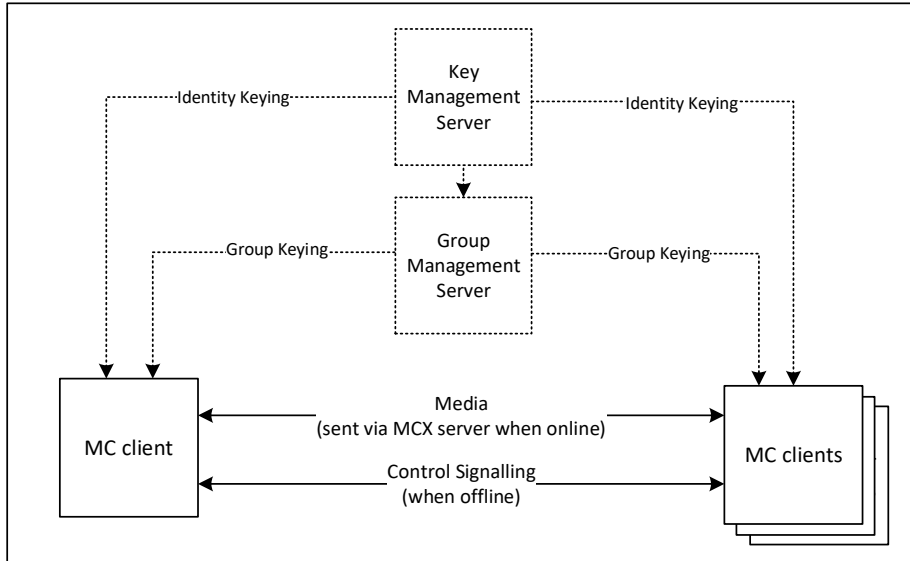 Key
Management
Server
Identity Keying
Identity Keying
Group
Management
Server
Group Keying
Group Keying
MC client
Media
(sent via MCX server when online)
Control Signalling
(when offline)
MC clients